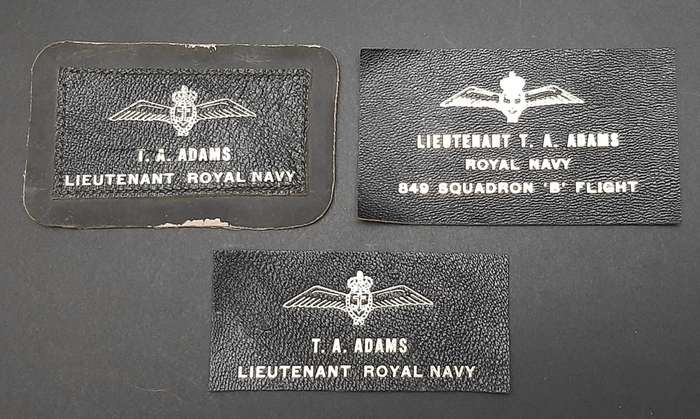 T. A. ADAMS
LIEUTENANT ROYAL NAVY
LIEUTENANT T. A. ADAMS
ROYAL NAVY
849 SQUADRON 'B' FLIGHT
T. A. ADAMS
LIEUTENANT ROYAL NAVY